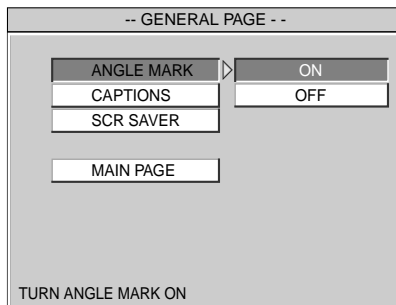 -- GENERAL PAGE - -
ANGLE MARK ON
CAPTIONS OFF
SCR SAVER
MAIN PAGE
TURN ANGLE MARK ON